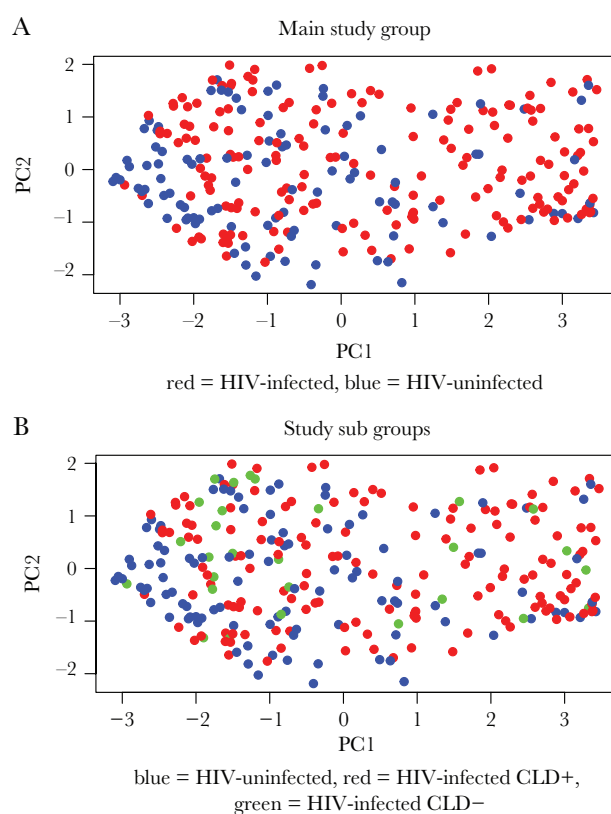 A
Main study group
2
1
0
−1
−2
PC2
−3
−2
−1
0
1
2
3
PC1
red = HIV-infected, blue = HIV-uninfected
B
Study sub groups
2
1
0
−1
−2
PC2
−3
−2
−1
0
1
2
3
PC1
blue = HIV-uninfected, red = HIV-infected CLD+,
green = HIV-infected CLD−